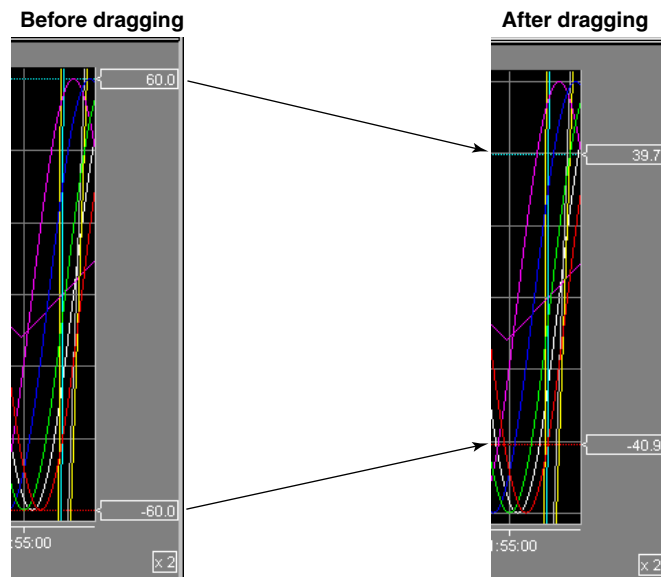 Before dragging
After dragging
60.0
39.7
-40.9
-60.0
:55:00
1:55:00
x 2
x 2